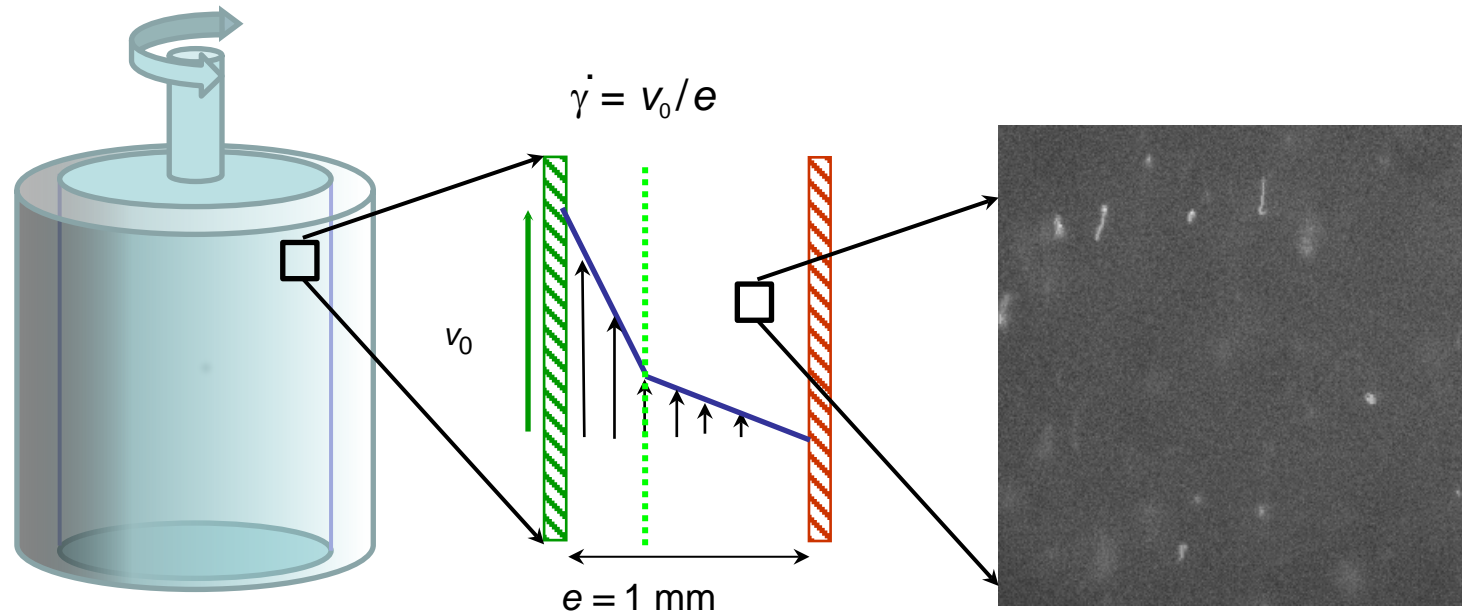 γ̇ = v₀/e
v₀
e = 1 mm